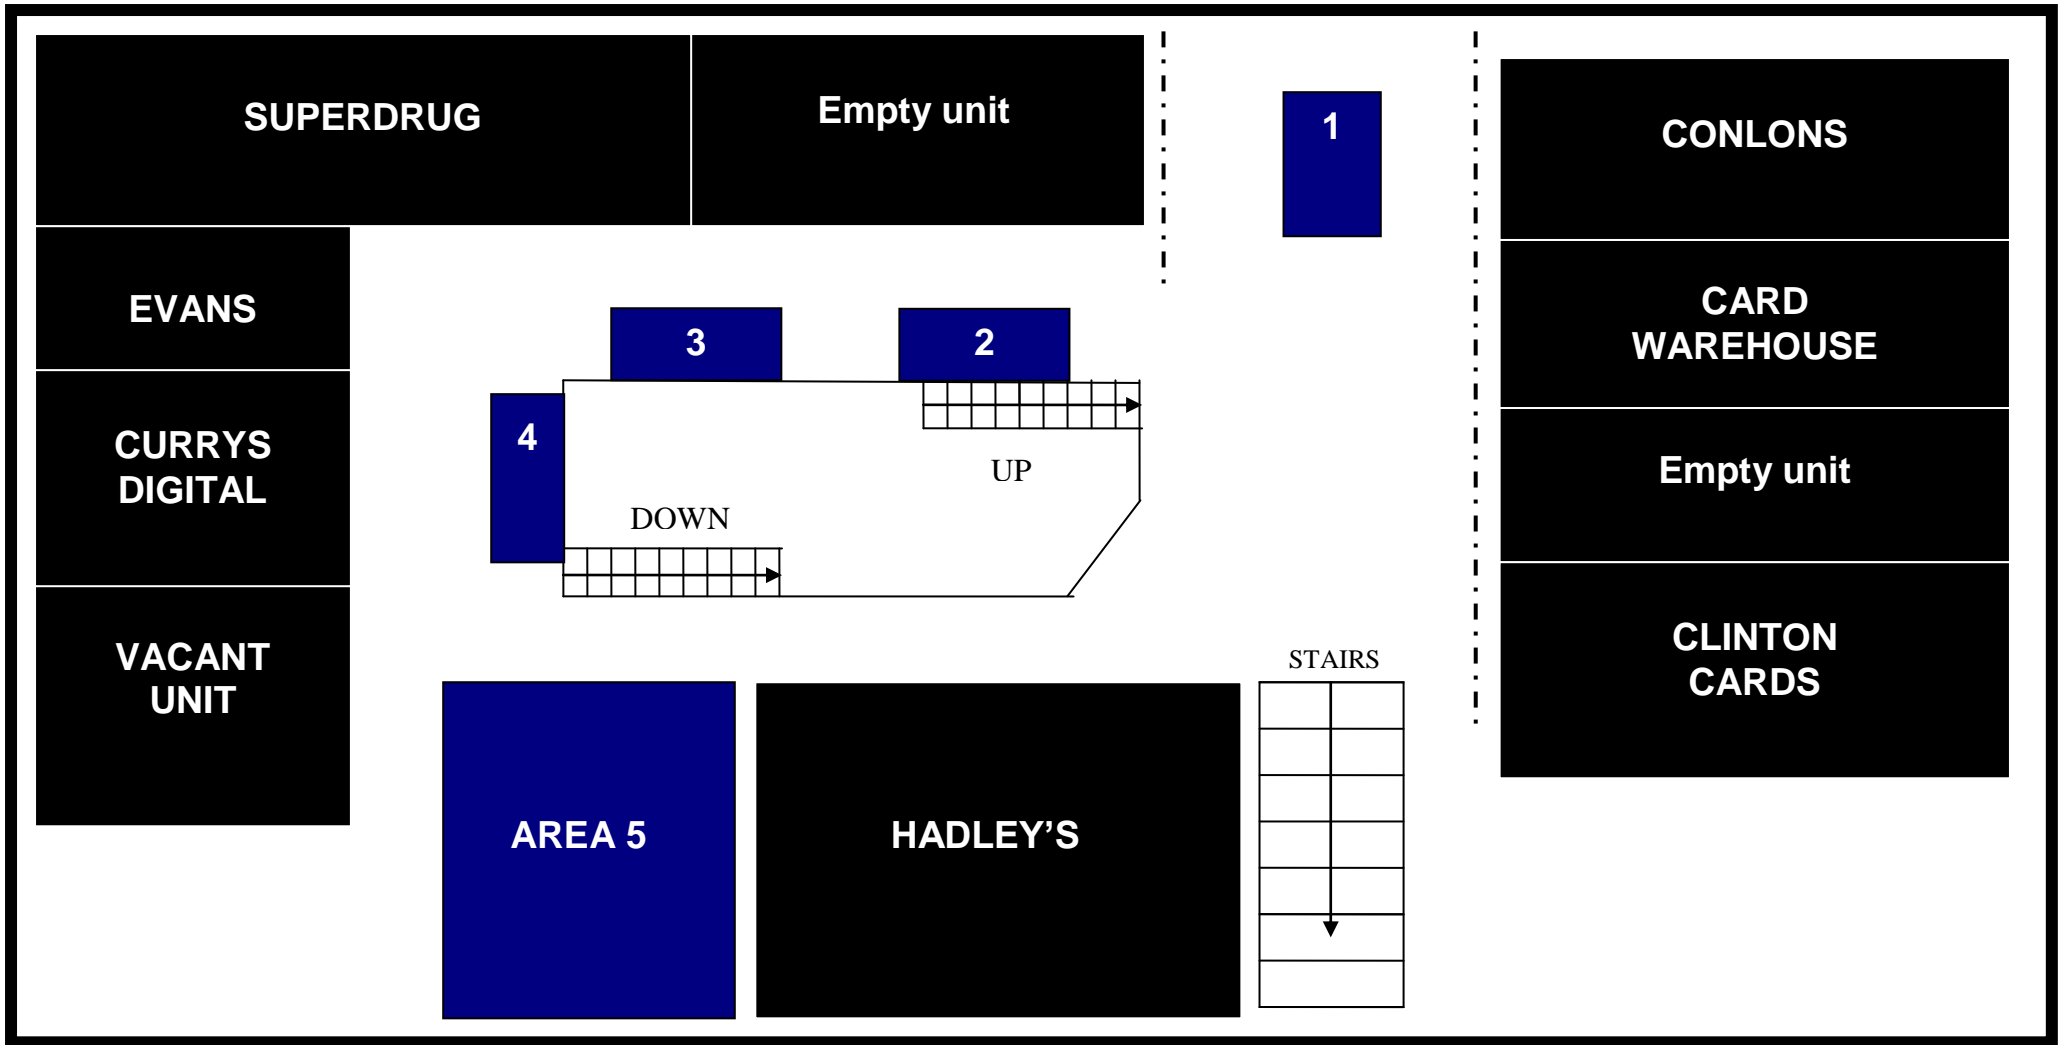 SUPERDRUG
Empty unit
1
CONLONS
EVANS
3
2
CARD
WAREHOUSE
4
CURRYS
DIGITAL
UP
Empty unit
DOWN
VACANT
UNIT
STAIRS
CLINTON
CARDS
AREA 5
HADLEY’S